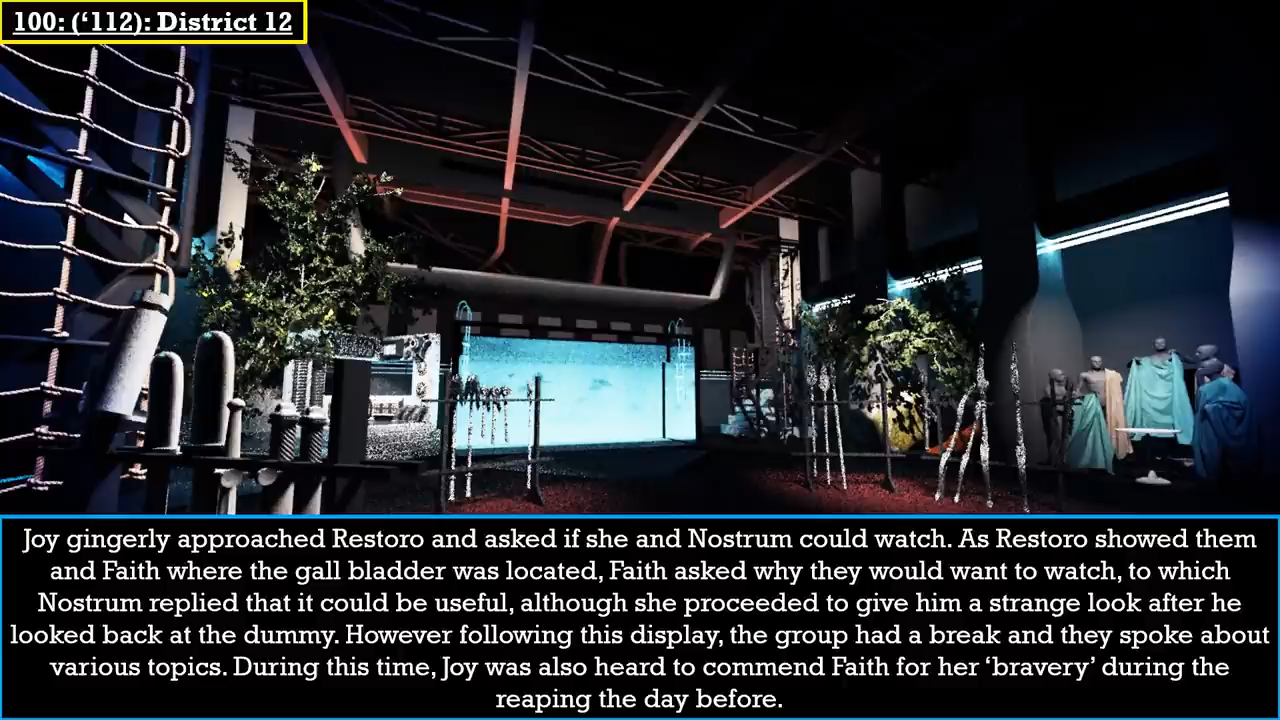 100: (‘112): District 12
Joy gingerly approached Restoro and asked if she and Nostrum could watch. As Restoro showed them
and Faith where the gall bladder was located, Faith asked why they would want to watch, to which
Nostrum replied that it could be useful, although she proceeded to give him a strange look after he
looked back at the dummy. However following this display, the group had a break and they spoke about
various topics. During this time, Joy was also heard to commend Faith for her ‘bravery’ during the
reaping the day before.